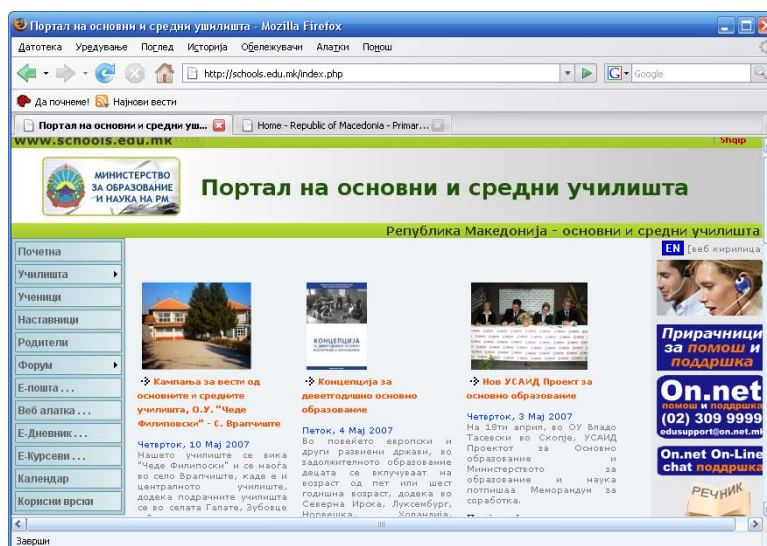 Портал на основни и средни ушилишта - Mozilla Firefox
Датотека Уредување Поглед Историја Обележувачи Алатки Помош
http://schools.edu.mk/index.php
Google
Да почнеме! Најнови вести
Портал на основни и средни уш... Home - Republic of Macedonia - Primar...
www.schools.edu.mk
Shqip
МИНИСТЕРСТВО
ЗА ОБРАЗОВАНИЕ
И НАУКА НА РМ
Портал на основни и средни училишта
Република Македонија - основни и средни училишта
Почетна
Училишта
Ученици
Наставници
Родители
Форум
Е-пошта . . .
Веб алатка . . .
Е-Дневник . . .
Е-Курсеви . . .
Календар
Корисни врски
Кампања за вести од
основните и средните
училишта, О.У. "Чеде
Филиповски" - С. Врапчиште
Четврток, 10 Мај 2007
Нашето училиште се вика
"Чеде Филипоски" и се наоѓа
во село Врапчиште, каде е и
централното училиште,
додека подрачните училишта
се во селата Галате, Зубовце
КОНЦЕПЦИЈА
Концепција за
деветгодишно основно
образование
Петок, 4 Мај 2007
Во повеќето европски и
други развиени држави, во
задолжителното образование
децата се вклучуваат на
возраст од пет или шест
годишна возраст, додека во
Северна Ирска, Луксембург,
Норвешка, Холандија,
Нов УСАИД Проект за
основно образование
Четврток, 3 Мај 2007
На 18ти април, во ОУ Владо
Тасевски во Скопје, УСАИД
Проектот за Основно
образование и
Министерството за
образование и наука
потпишаа Меморандум за
соработка.
EN [веб кирилица
Прирачници
за помош и
поддршка
On.net
помош и поддршка
(02) 309 9999
edusupport@on.net.mk
On.net On-Line
chat поддршка
РЕЧНИК
Заврши